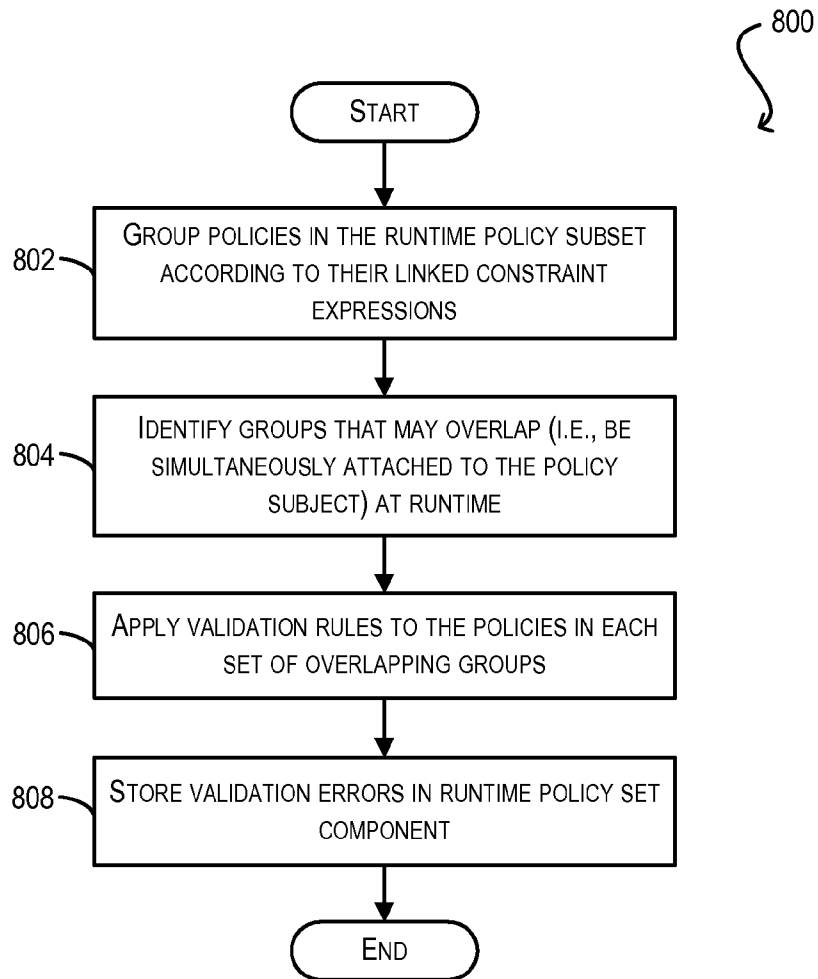 800
START
802
GROUP POLICIES IN THE RUNTIME POLICY SUBSET
ACCORDING TO THEIR LINKED CONSTRAINT
EXPRESSIONS
804
IDENTIFY GROUPS THAT MAY OVERLAP (I.E., BE
SIMULTANEOUSLY ATTACHED TO THE POLICY
SUBJECT) AT RUNTIME
806
APPLY VALIDATION RULES TO THE POLICIES IN EACH
SET OF OVERLAPPING GROUPS
808
STORE VALIDATION ERRORS IN RUNTIME POLICY SET
COMPONENT
END